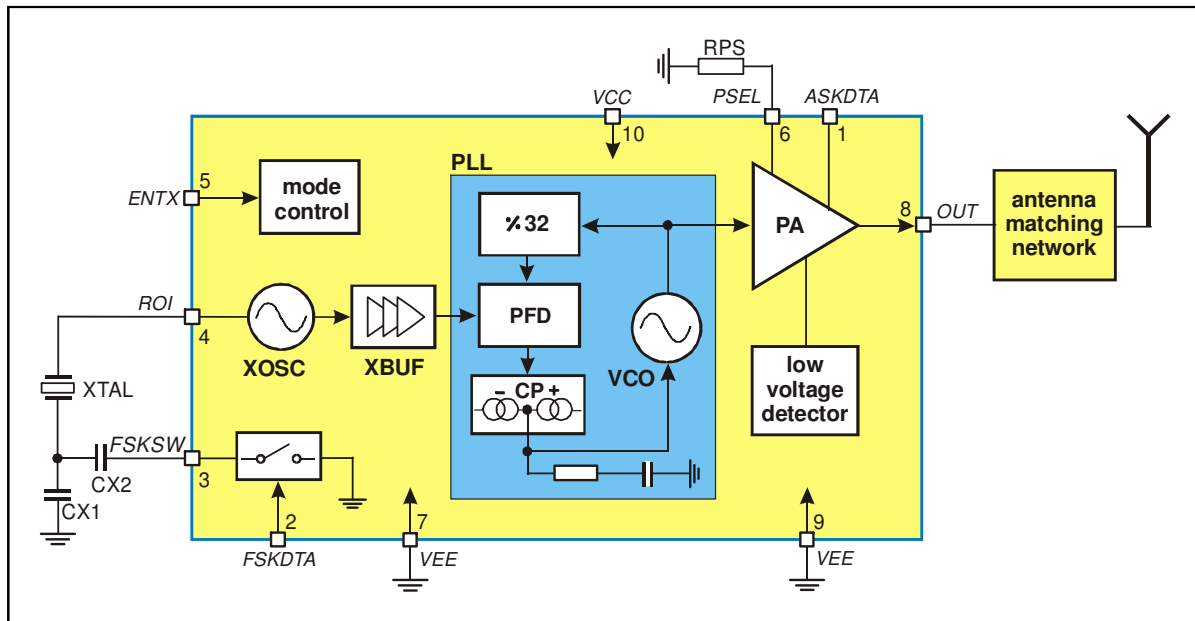 RPS
VCC
PSEL
ASKDTA
10
6
1
PLL
5
ENTX
mode
control
٪32
PA
8
OUT
antenna
matching
network
ROI
4
XOSC
XBUF
PFD
VCO
low
voltage
detector
XTAL
- CP +
FSKSW
3
CX2
CX1
2
FSKDTA
7
VEE
9
VEE